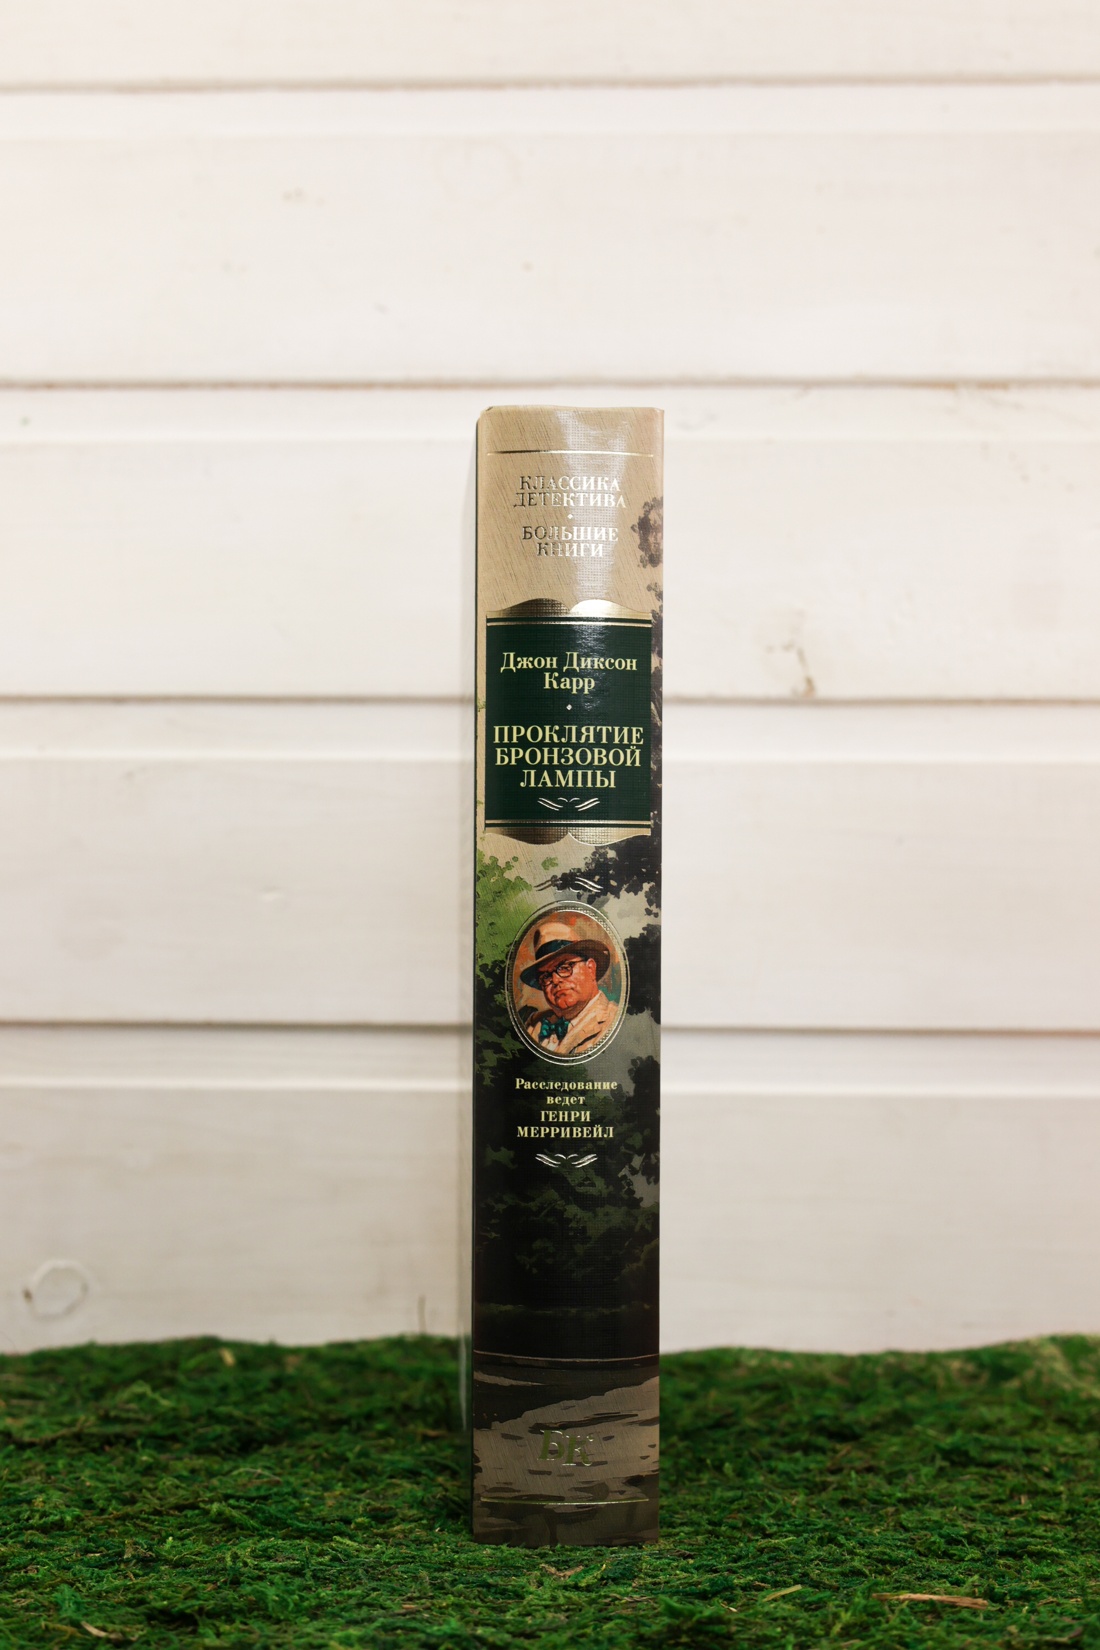 КЛАССИКА
ДЕТЕКТИВА
БОЛЬШИЕ
КНИГИ
Джон Диксон
Карр
ПРОКЛЯТИЕ
БРОНЗОВОЙ
ЛАМПЫ
Расследование
ведет
ГЕНРИ
МЕРРИВЕЙЛ
БК